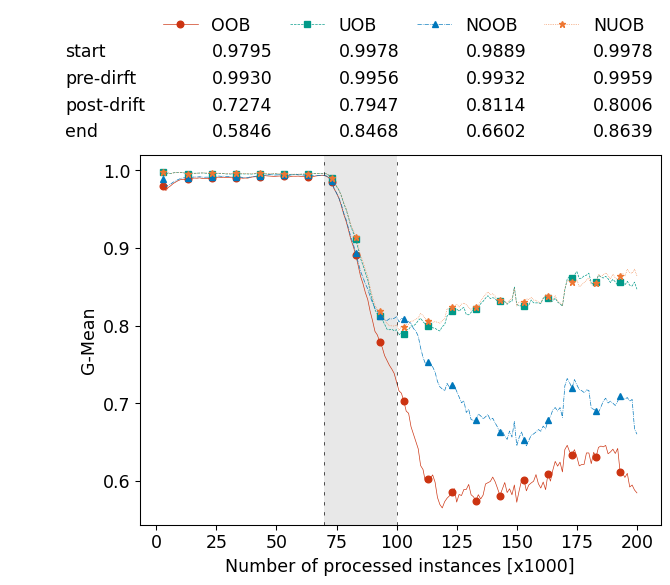 OOB UOB NOOB NUOB
start 0.9795 0.9978 0.9889 0.9978
pre-dirft 0.9930 0.9956 0.9932 0.9959
post-drift 0.7274 0.7947 0.8114 0.8006
end 0.5846 0.8468 0.6602 0.8639
1.0
0.9
0.8
0.7
0.6
G-Mean
0 25 50 75 100 125 150 175 200
Number of processed instances [x1000]